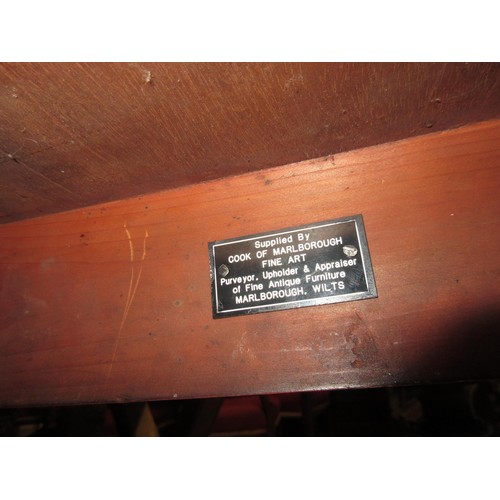 Supplied By
COOK OF MARLBOROUGH
FINE ART
Purveyor, Upholder & Appraiser
of Fine Antique Furniture
MARLBOROUGH, WILTS